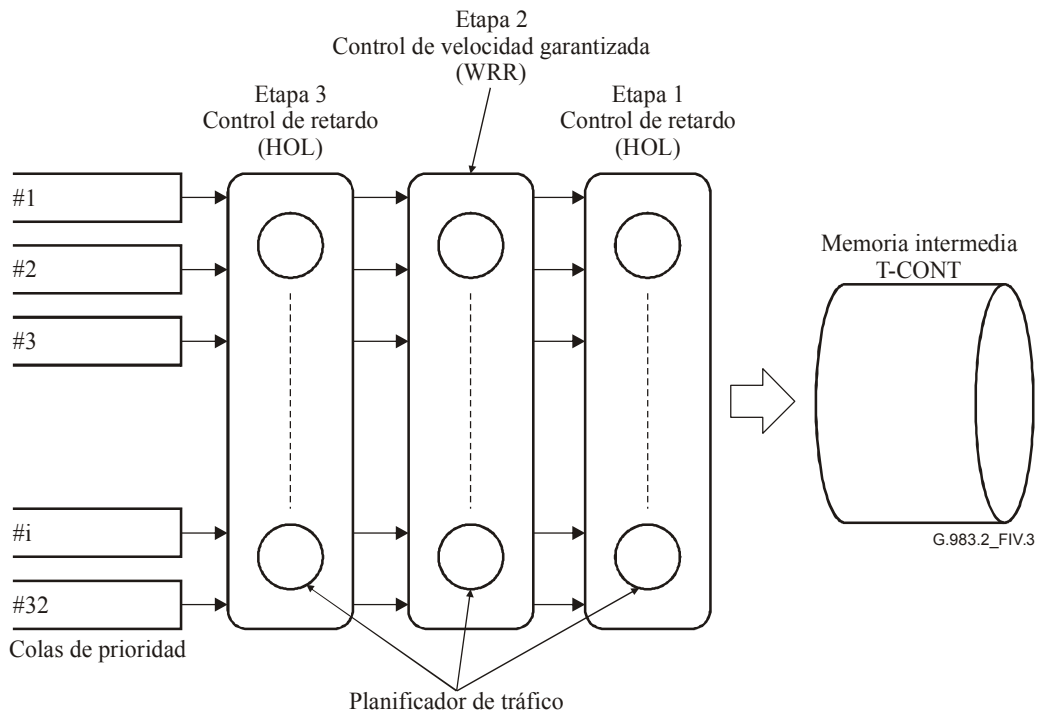 Etapa 2
Control de velocidad garantizada
(WRR)
Etapa 3
Control de retardo
(HOL)
Etapa 1
Control de retardo
(HOL)
#1
#2
#3
#i
#32
Colas de prioridad
Memoria intermedia
T-CONT
G.983.2_FIV.3
Planificador de tráfico